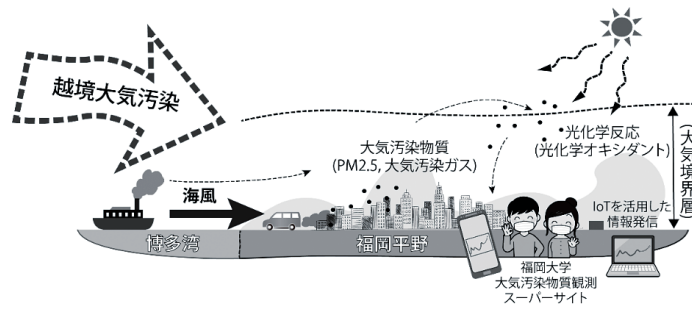 越境大気汚染
大気汚染物質
(PM2.5, 大気汚染ガス)
光化学反応
(光化学オキシダント)
(大気境界層)
海風
IoTを活用した
情報発信
博多湾
福岡平野
福岡大学
大気汚染物質観測
スーパーサイト